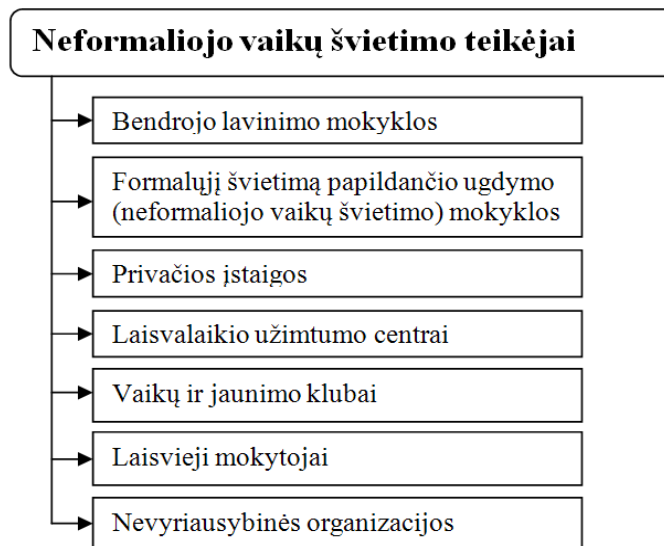 Neformaliojo vaikų švietimo teikėjai
Bendrojo lavinimo mokyklos
Formalųjį švietimą papildančio ugdymo
(neformaliojo vaikų švietimo) mokyklos
Privačios įstaigos
Laisvalaikio užimtumo centrai
Vaikų ir jaunimo klubai
Laisvieji mokytojai
Nevyriausybinės organizacijos